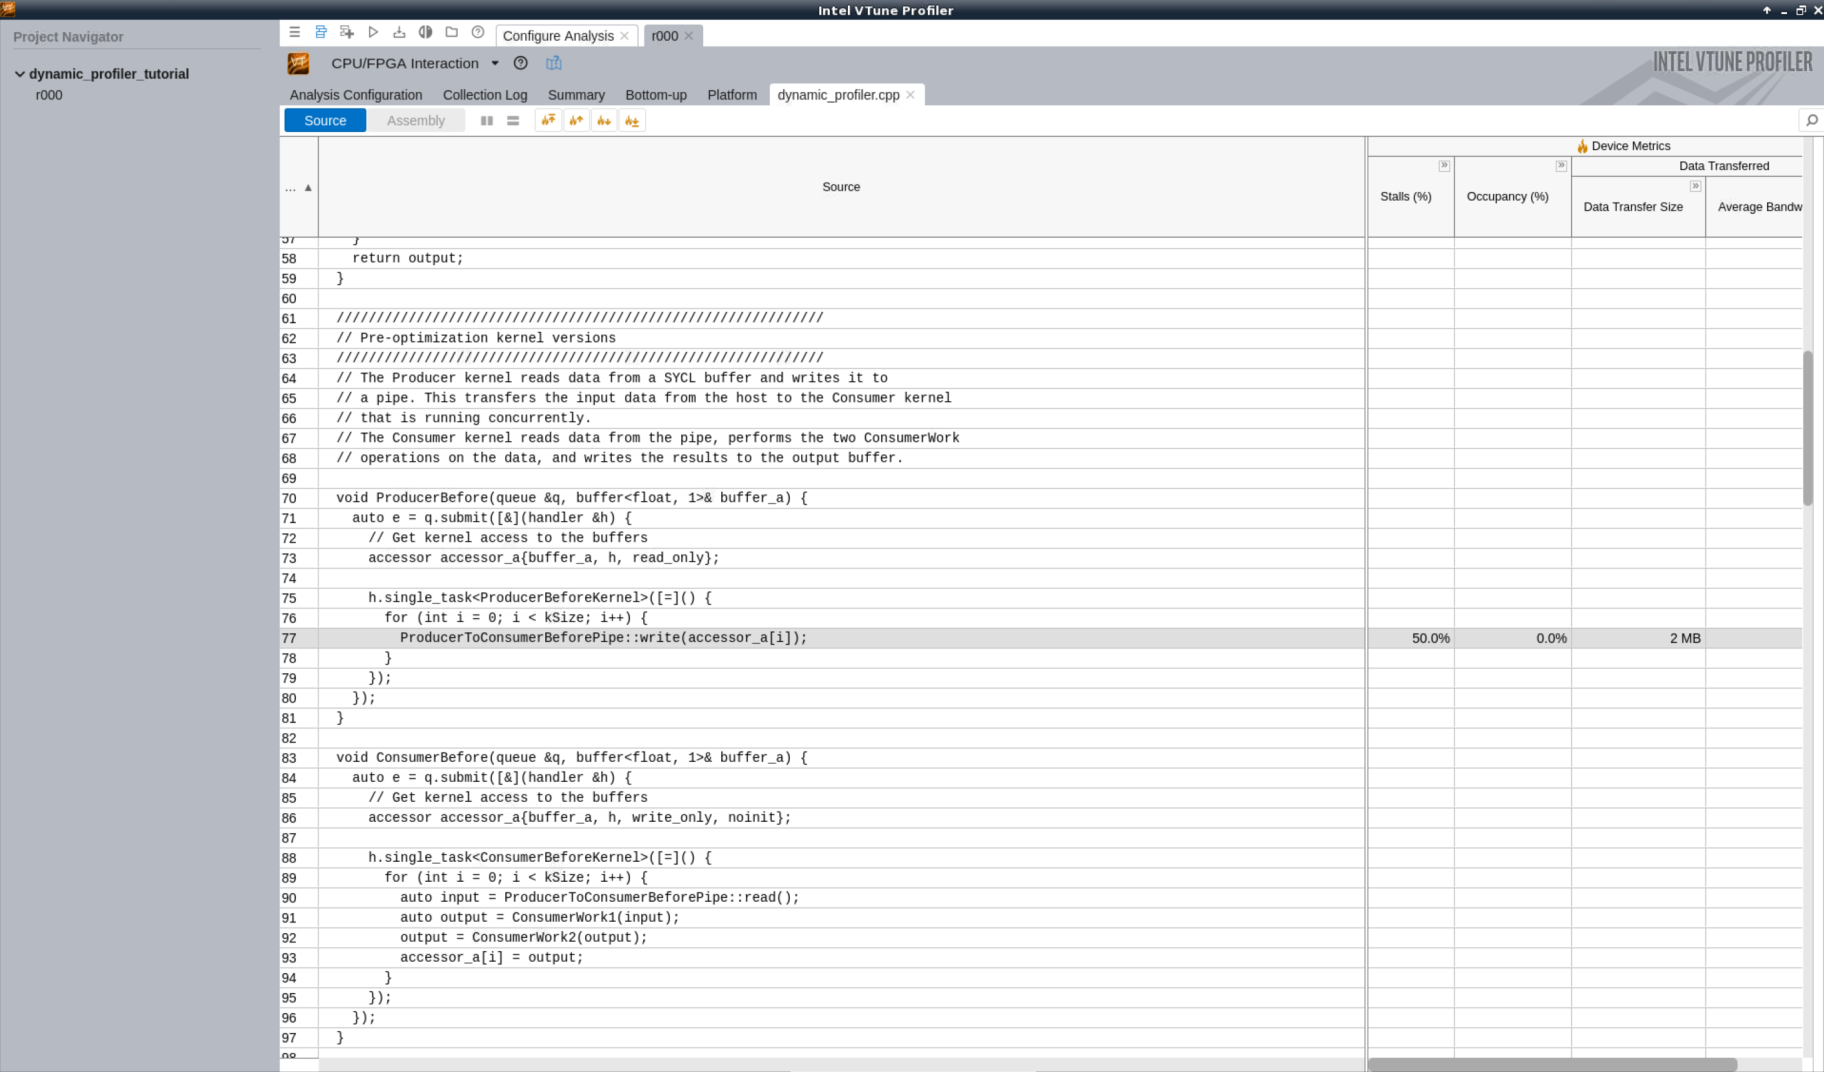 Intel VTune Profiler
Project Navigator
dynamic_profiler_tutorial
r000
Configure Analysis
r000
CPU/FPGA Interaction
INTEL VTUNE PROFILER
Analysis Configuration Collection Log Summary Bottom-up Platform dynamic_profiler.cpp
Source Assembly
... Source
Device Metrics
Data Transferred
Stalls (%) Occupancy (%) Data Transfer Size Average Bandw
57 }
58 return output;
59 }
60
61 /////////////////////////////////////////////////////////////
62 // Pre-optimization kernel versions
63 /////////////////////////////////////////////////////////////
64 // The Producer kernel reads data from a SYCL buffer and writes it to
65 // a pipe. This transfers the input data from the host to the Consumer kernel
66 // that is running concurrently.
67 // The Consumer kernel reads data from the pipe, performs the two ConsumerWork
68 // operations on the data, and writes the results to the output buffer.
69
70 void ProducerBefore(queue &q, buffer<float, 1>& buffer_a) {
71 auto e = q.submit([&](handler &h) {
72 // Get kernel access to the buffers
73 accessor accessor_a{buffer_a, h, read_only};
74
75 h.single_task<ProducerBeforeKernel>([=]() {
76 for (int i = 0; i < kSize; i++) {
77 ProducerToConsumerBeforePipe::write(accessor_a[i]); 50.0% 0.0% 2 MB
78 }
79 });
80 });
81 }
82
83 void ConsumerBefore(queue &q, buffer<float, 1>& buffer_a) {
84 auto e = q.submit([&](handler &h) {
85 // Get kernel access to the buffers
86 accessor accessor_a{buffer_a, h, write_only, noinit};
87
88 h.single_task<ConsumerBeforeKernel>([=]() {
89 for (int i = 0; i < kSize; i++) {
90 auto input = ProducerToConsumerBeforePipe::read();
91 auto output = ConsumerWork1(input);
92 output = ConsumerWork2(output);
93 accessor_a[i] = output;
94 }
95 });
96 });
97 }
98